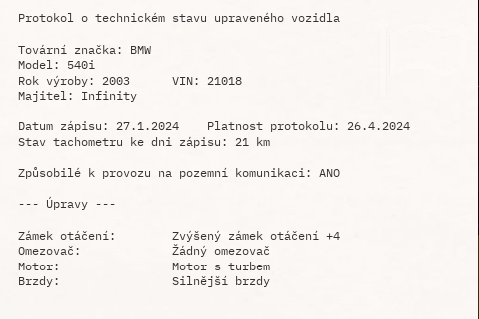 Protokol o technickém stavu upraveného vozidla
Tovární značka: BMW
Model: 540i
Rok výroby: 2003 VIN: 21018
Majitel: Infinity
Datum zápisu: 27.1.2024 Platnost protokolu: 26.4.2024
Stav tachometru ke dni zápisu: 21 km
Způsobilé k provozu na pozemní komunikaci: ANO
--- Úpravy ---
Zámek otáčení: Zvýšený zámek otáčení +4
Omezovač: Žádný omezovač
Motor: Motor s turbem
Brzdy: Silnější brzdy